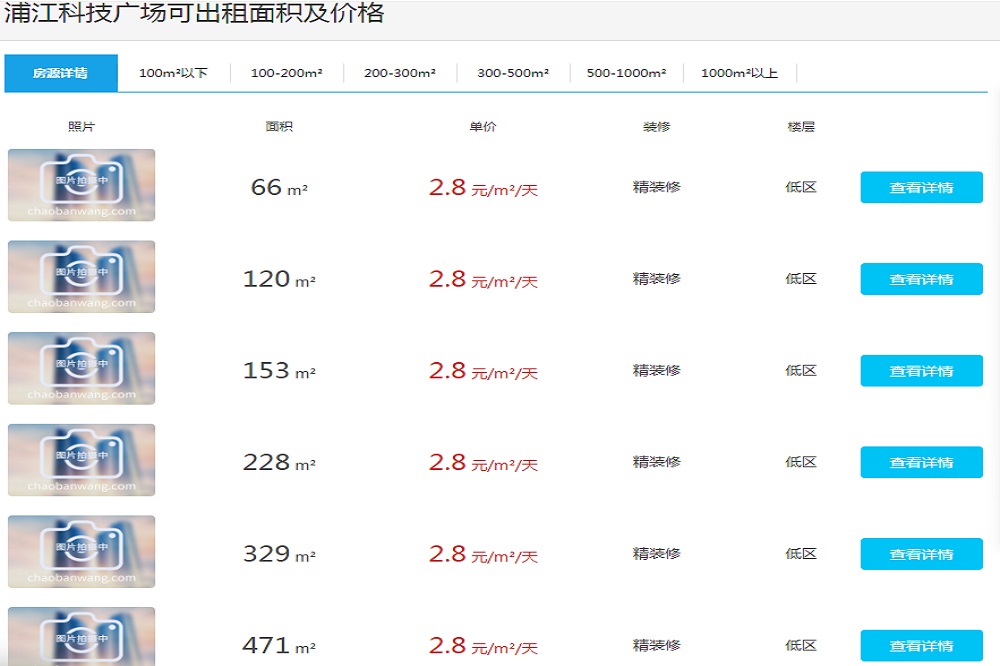 浦江科技广场可出租面积及价格
房源详情 100m²以下 100-200m² 200-300m² 300-500m² 500-1000m² 1000m²以上
照片 面积 单价 装修 楼层
图片拍摄中
chaobanwang.com
66 m² 2.8 元/m²/天 精装修 低区 查看详情
图片拍摄中
chaobanwang.com
120 m² 2.8 元/m²/天 精装修 低区 查看详情
图片拍摄中
chaobanwang.com
153 m² 2.8 元/m²/天 精装修 低区 查看详情
图片拍摄中
chaobanwang.com
228 m² 2.8 元/m²/天 精装修 低区 查看详情
图片拍摄中
chaobanwang.com
329 m² 2.8 元/m²/天 精装修 低区 查看详情
图片拍摄中
471 m² 2.8 元/m²/天 精装修 低区 查看详情